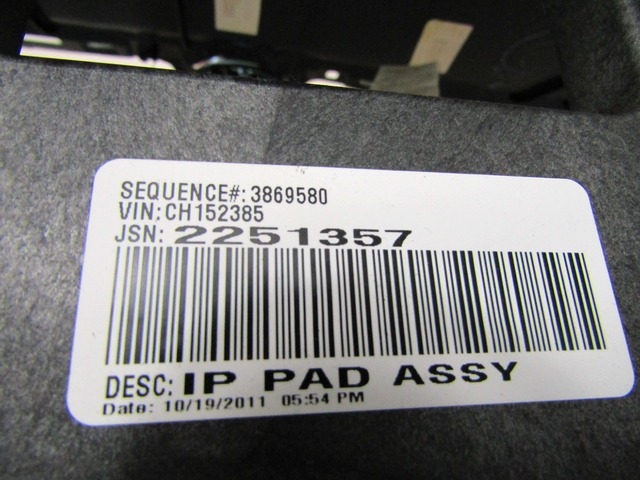 SEQUENCE#: 3869580
VIN: CH152385
JSN: 2251357
DESC: IP PAD ASSY
Date: 10/19/2011 05:54 PM